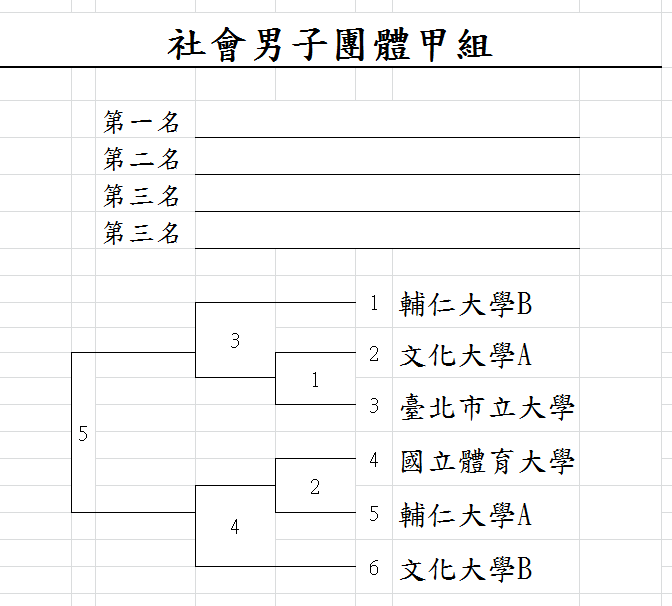 社會男子團體甲組
第一名
第二名
第三名
第三名
1 輔仁大學B
3
2 文化大學A
1
3 臺北市立大學
5
4 國立體育大學
2
5 輔仁大學A
4
6 文化大學B